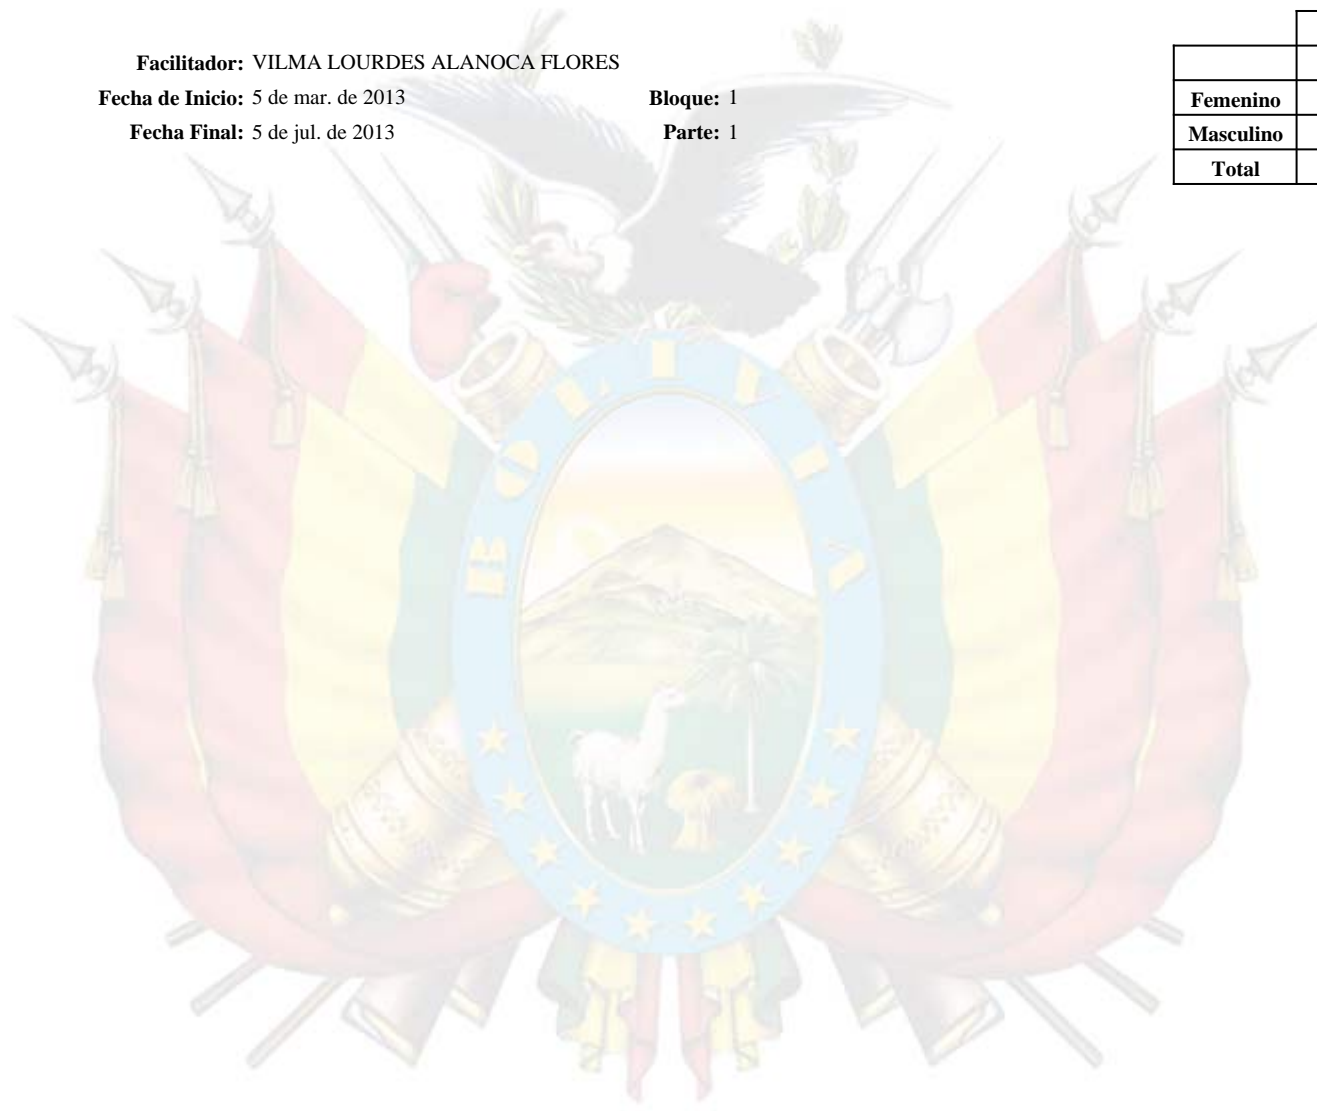 Facilitador: VILMA LOURDES ALANOCA FLORES
Fecha de Inicio: 5 de mar. de 2013 Bloque: 1
Fecha Final: 5 de jul. de 2013 Parte: 1
Femenino
Masculino
Total
BOLIVIA